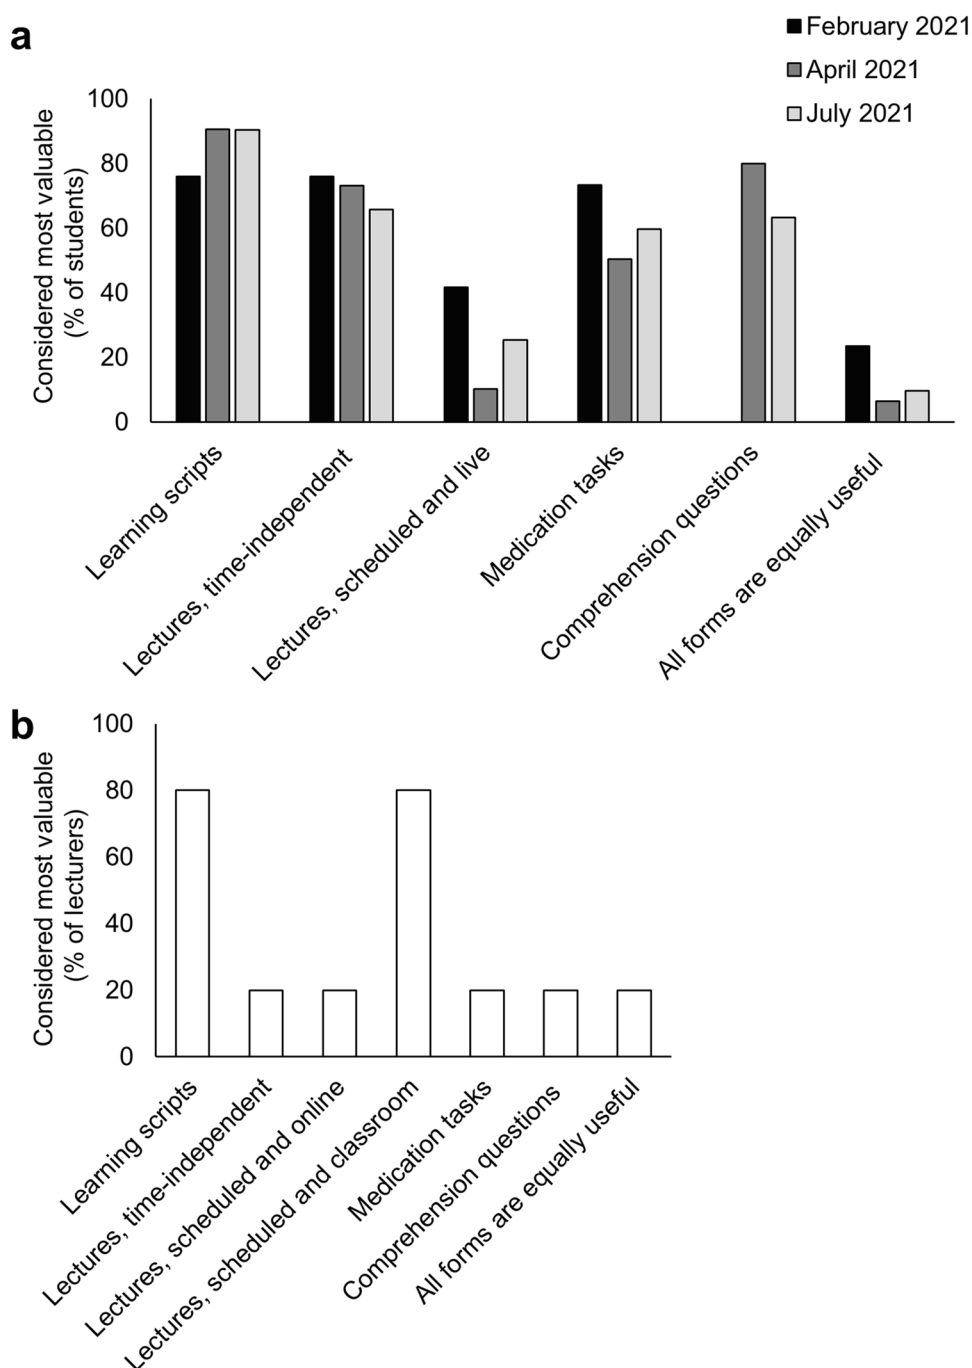 a
February 2021
April 2021
July 2021
Considered most valuable
(% of students)
100
80
60
40
20
0
Learning scripts
Lectures, time-independent
Lectures, scheduled and live
Medication tasks
Comprehension questions
All forms are equally useful
b
Considered most valuable
(% of lecturers)
100
80
60
40
20
0
Learning scripts
Lectures, time-independent
Lectures, scheduled and online
Lectures, scheduled and classroom
Medication tasks
Comprehension questions
All forms are equally useful